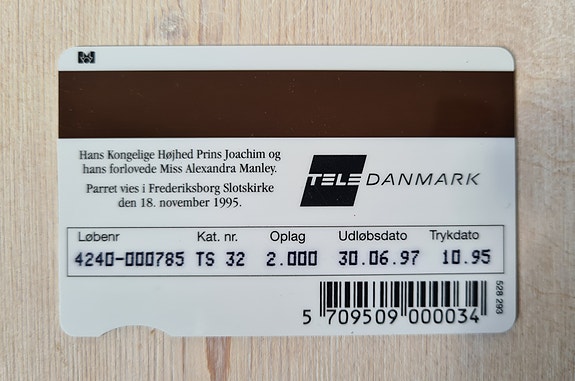 Hans Kongelige Højhed Prins Joachim og
hans forlovede Miss Alexandra Manley.
Parret vies i Frederiksborg Slotskirke
den 18. november 1995.
TELE DANMARK
Løbenr Kat. nr. Oplag Udløbsdato Trykdato
4240-000785 TS 32 2.000 30.06.97 10.95
5 709509 000034
528 293